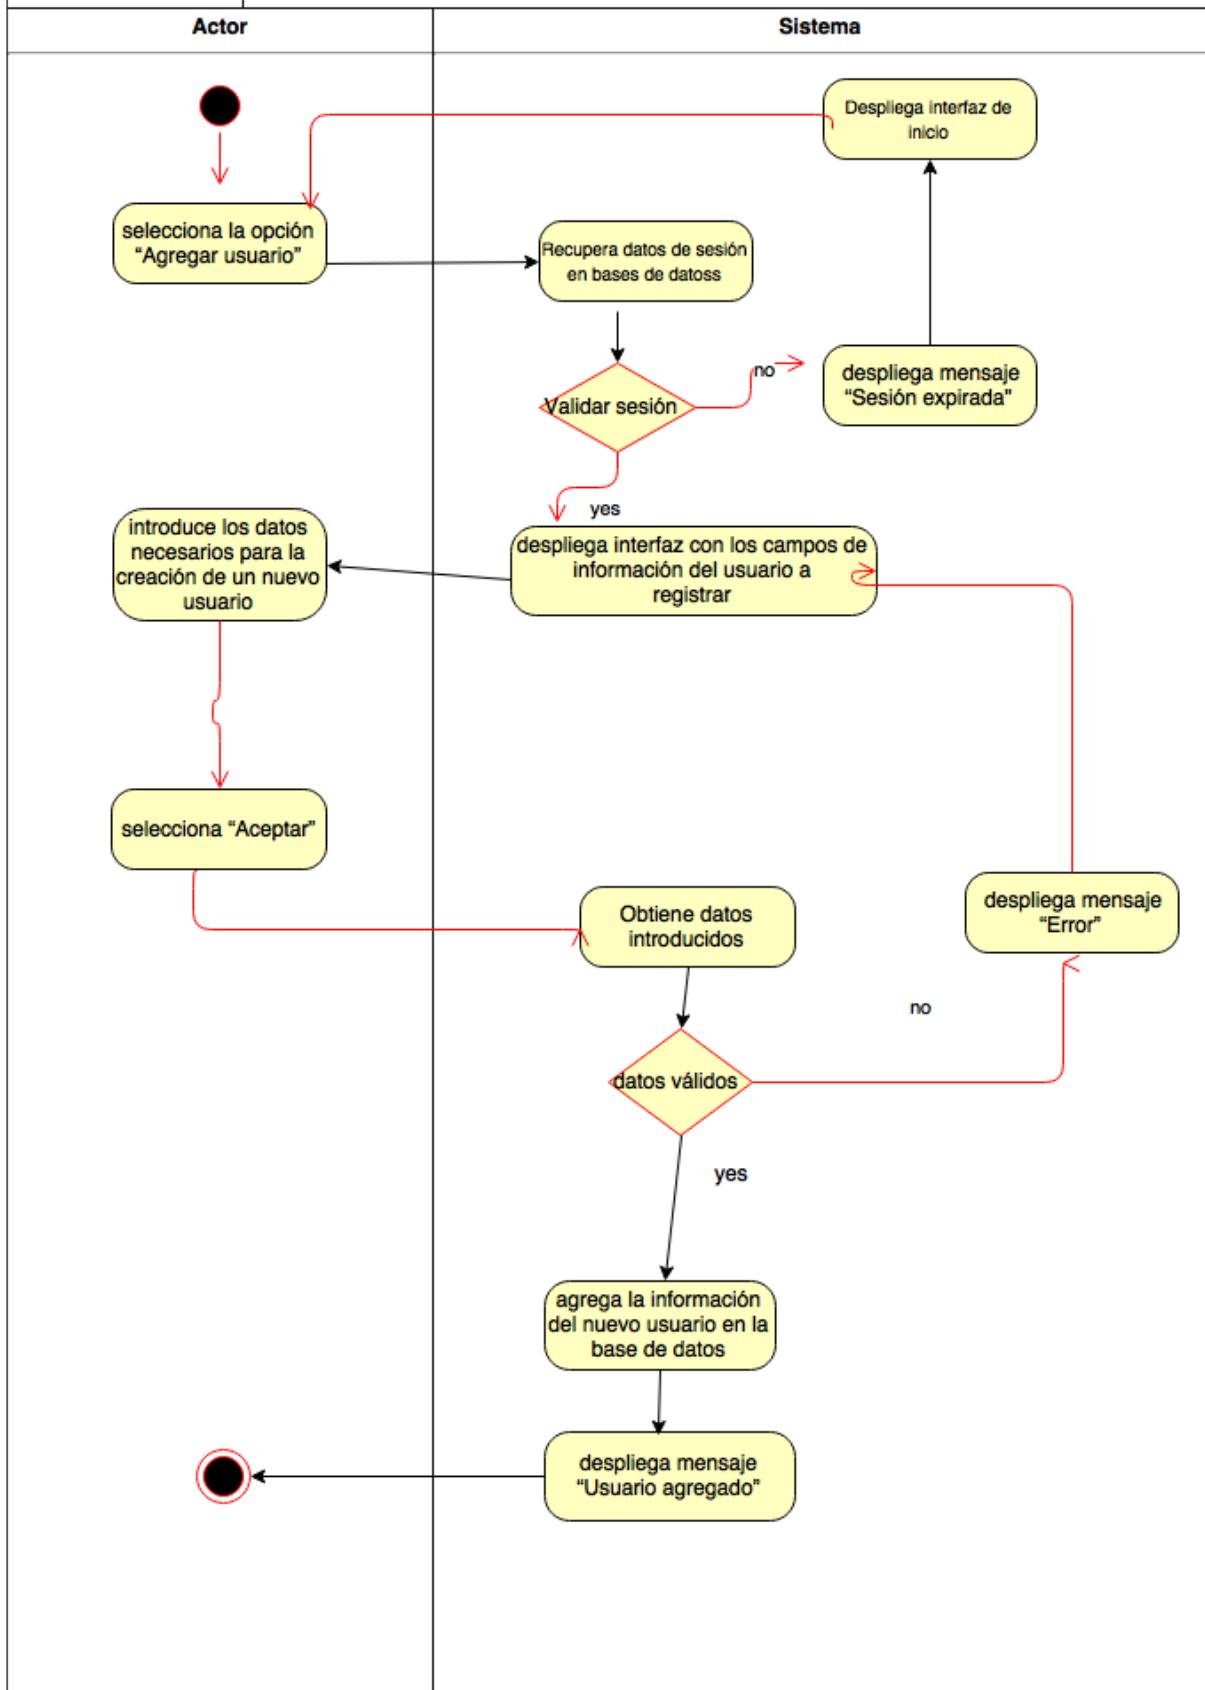 Actor
Sistema
Despliega interfaz de
inicio
selecciona la opción
“Agregar usuario”
Recupera datos de sesión
en bases de datoss
no
despliega mensaje
“Sesión expirada”
Validar sesión
yes
introduce los datos
necesarios para la
creación de un nuevo
usuario
despliega interfaz con los campos de
información del usuario a
registrar
selecciona “Aceptar”
Obtiene datos
introducidos
despliega mensaje
“Error”
no
datos válidos
yes
agrega la información
del nuevo usuario en la
base de datos
despliega mensaje
“Usuario agregado”